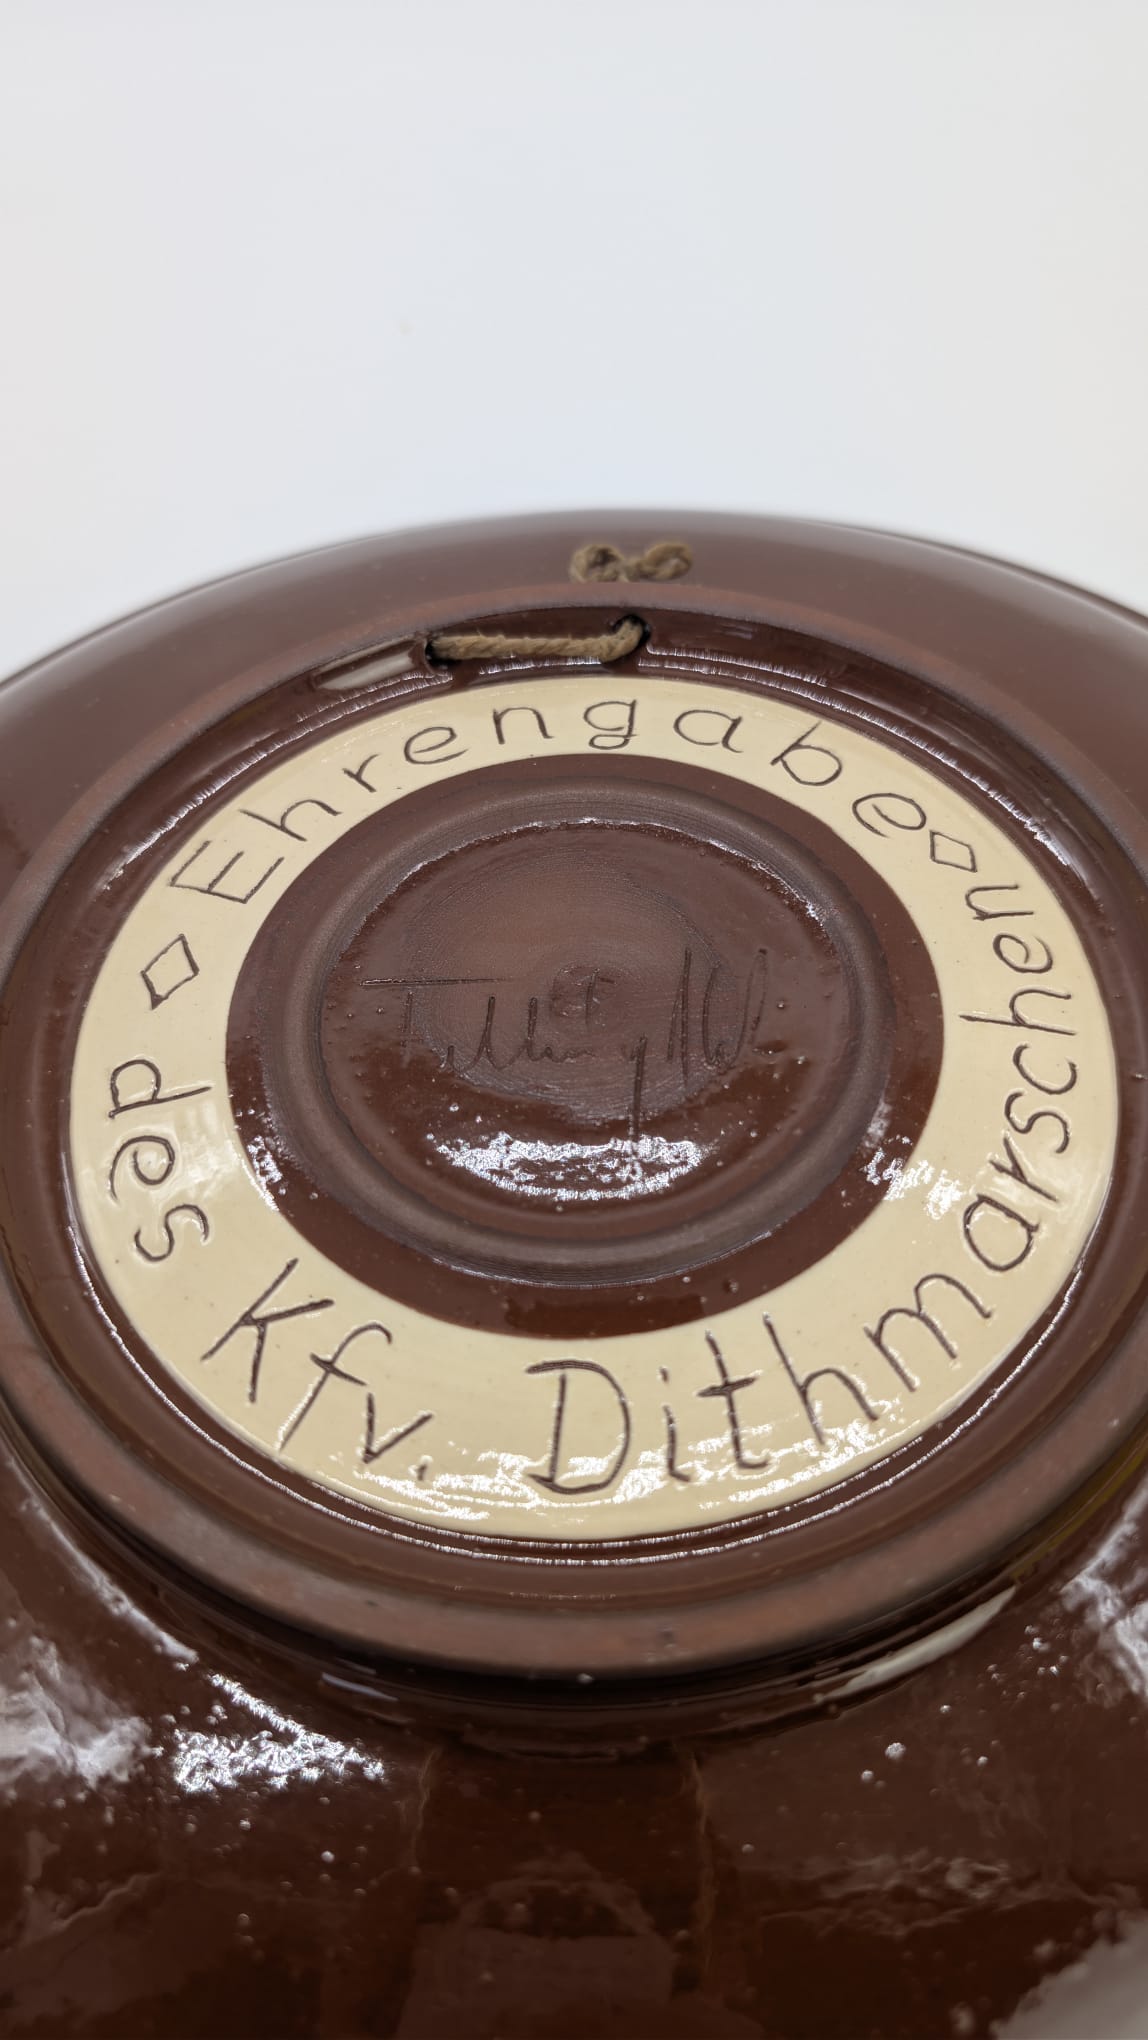 ◇ Ehrengabe ◇
des Kfv. Dithmarschen